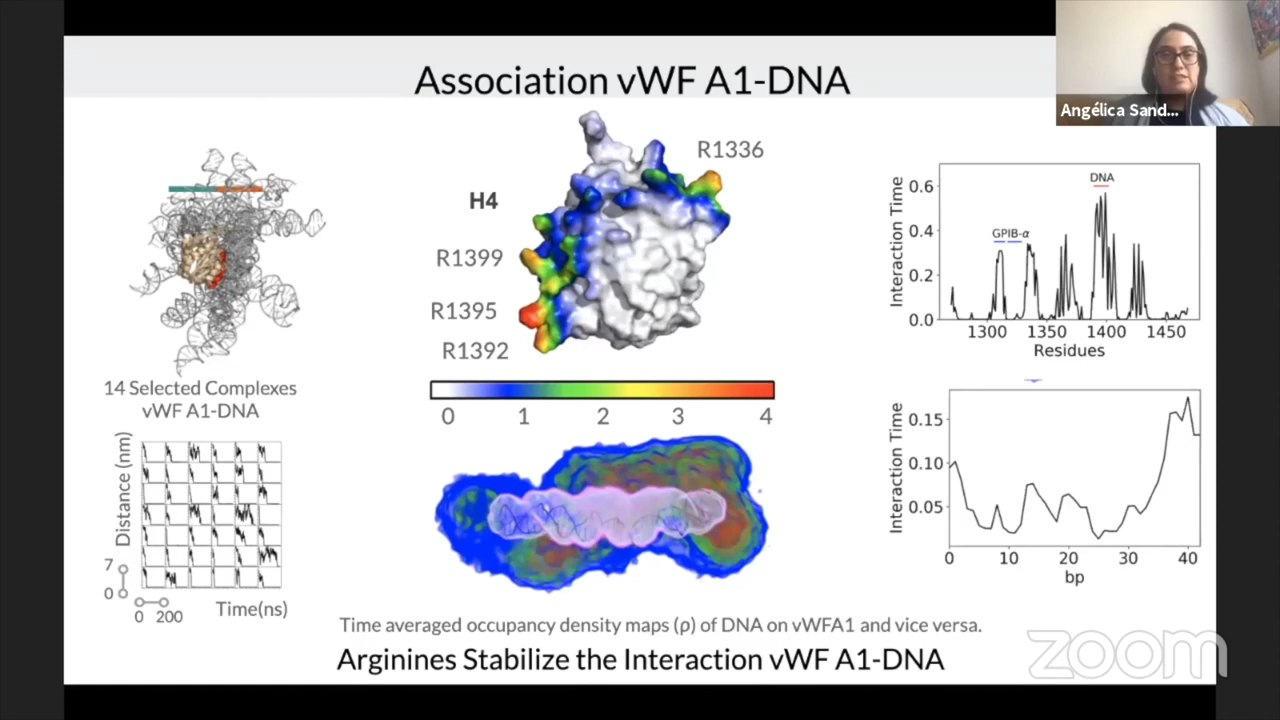 Association vWF A1-DNA
Angélica Sand...
R1336
H4
R1399
R1395
R1392
0 1 2 3 4
14 Selected Complexes
vWF A1-DNA
Distance (nm)
7
0
0 200
Time(ns)
Interaction Time
0.6
0.4
0.2
0.0
DNA
GPIB-α
1300 1350 1400 1450
Residues
Interaction Time
0.15
0.10
0.05
0 10 20 30 40
bp
Time averaged occupancy density maps (ρ) of DNA on vWFA1 and vice versa.
Arginines Stabilize the Interaction vWF A1-DNA
zoom